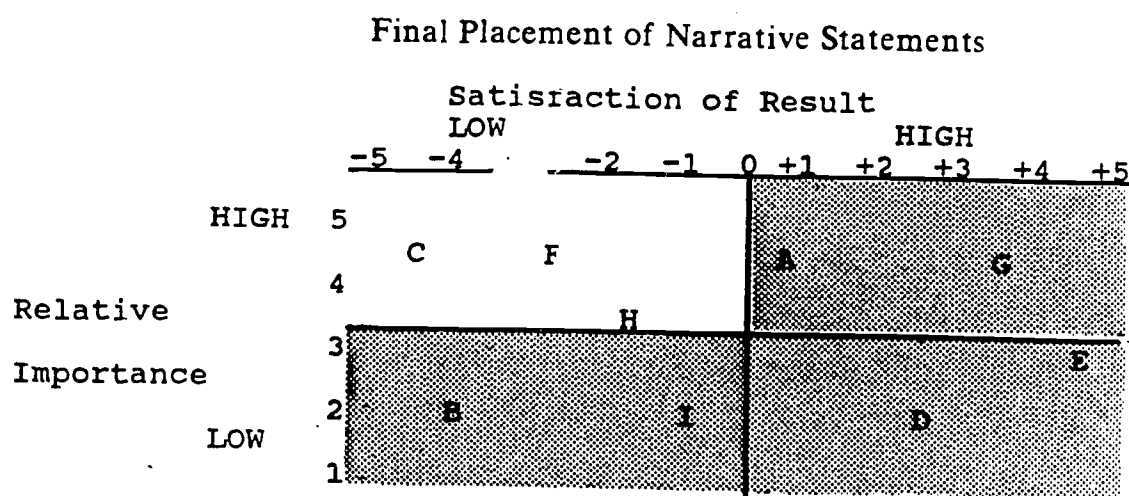 Final Placement of Narrative Statements
Satisfaction of Result
LOW
HIGH
-5 -4 -2 -1 0 +1 +2 +3 +4 +5
HIGH 5
C F A G
4
Relative
H
3
E
Importance
2 B I D
LOW
1